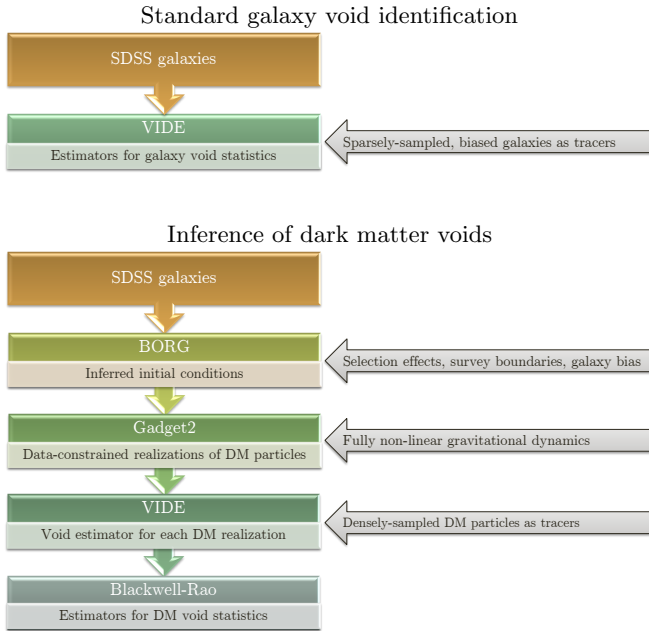 Standard galaxy void identification
SDSS galaxies
VIDE
Estimators for galaxy void statistics
Sparsely-sampled, biased galaxies as tracers
Inference of dark matter voids
SDSS galaxies
BORG
Inferred initial conditions
Selection effects, survey boundaries, galaxy bias
Gadget2
Data-constrained realizations of DM particles
Fully non-linear gravitational dynamics
VIDE
Void estimator for each DM realization
Densely-sampled DM particles as tracers
Blackwell-Rao
Estimators for DM void statistics